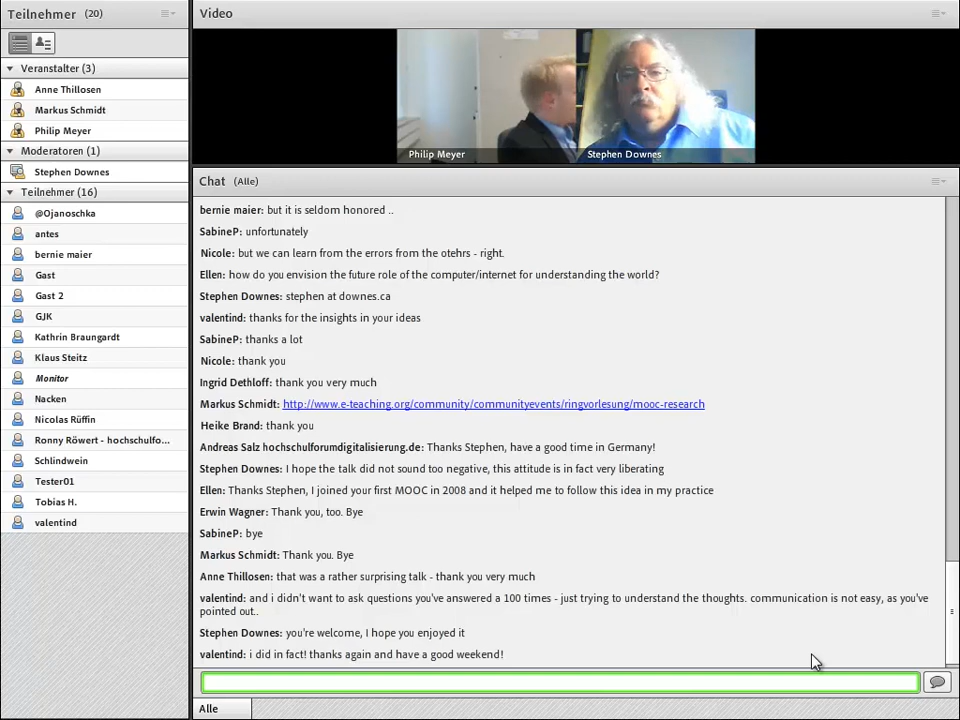 Teilnehmer (20)
Veranstalter (3)
Anne Thillosen
Markus Schmidt
Philip Meyer
Moderatoren (1)
Stephen Downes
Teilnehmer (16)
@Ojanoschka
antes
bernie maier
Gast
Gast 2
GJK
Kathrin Braungardt
Klaus Steitz
Monitor
Nacken
Nicolas Rüffin
Ronny Röwert - hochschulfo...
Schlindwein
Tester01
Tobias H.
valentind
Video
Philip Meyer
Stephen Downes
Chat (Alle)
bernie maier: but it is seldom honored ..
SabineP: unfortunately
Nicole: but we can learn from the errors from the otehrs - right.
Ellen: how do you envision the future role of the computer/internet for understanding the world?
Stephen Downes: stephen at downes.ca
valentind: thanks for the insights in your ideas
SabineP: thanks a lot
Nicole: thank you
Ingrid Dethloff: thank you very much
Markus Schmidt: http://www.e-teaching.org/community/communityevents/ringvorlesung/mooc-research
Heike Brand: thank you
Andreas Salz hochschulforumdigitalisierung.de: Thanks Stephen, have a good time in Germany!
Stephen Downes: I hope the talk did not sound too negative, this attitude is in fact very liberating
Ellen: Thanks Stephen, I joined your first MOOC in 2008 and it helped me to follow this idea in my practice
Erwin Wagner: Thank you, too. Bye
SabineP: bye
Markus Schmidt: Thank you. Bye
Anne Thillosen: that was a rather surprising talk - thank you very much
valentind: and i didn't want to ask questions you've answered a 100 times - just trying to understand the thoughts. communication is not easy, as you've
pointed out..
Stephen Downes: you're welcome, I hope you enjoyed it
valentind: i did in fact! thanks again and have a good weekend!
Alle